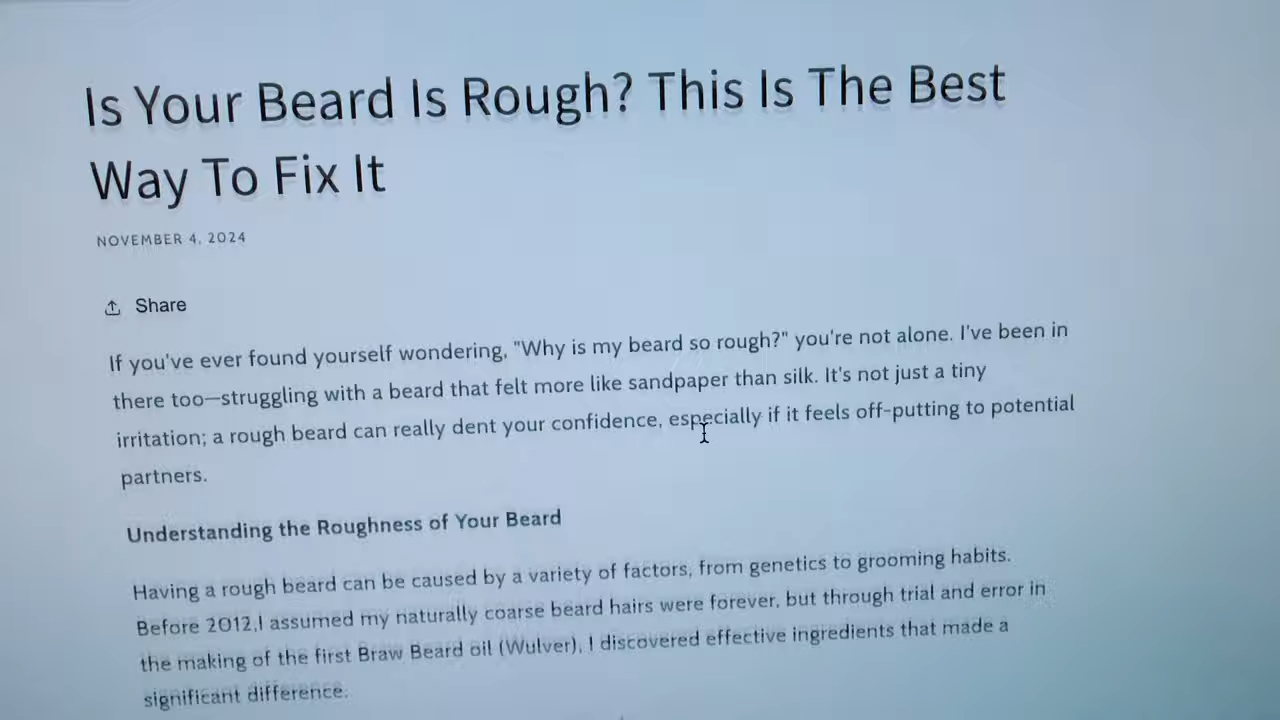 Is Your Beard Is Rough? This Is The Best
Way To Fix It
NOVEMBER 4, 2024
Share
If you've ever found yourself wondering, "Why is my beard so rough?" you're not alone. I've been in
there too—struggling with a beard that felt more like sandpaper than silk. It's not just a tiny
irritation; a rough beard can really dent your confidence, especially if it feels off-putting to potential
partners.
Understanding the Roughness of Your Beard
Having a rough beard can be caused by a variety of factors, from genetics to grooming habits.
Before 2012,I assumed my naturally coarse beard hairs were forever, but through trial and error in
the making of the first Braw Beard oil (Wulver), I discovered effective ingredients that made a
significant difference.